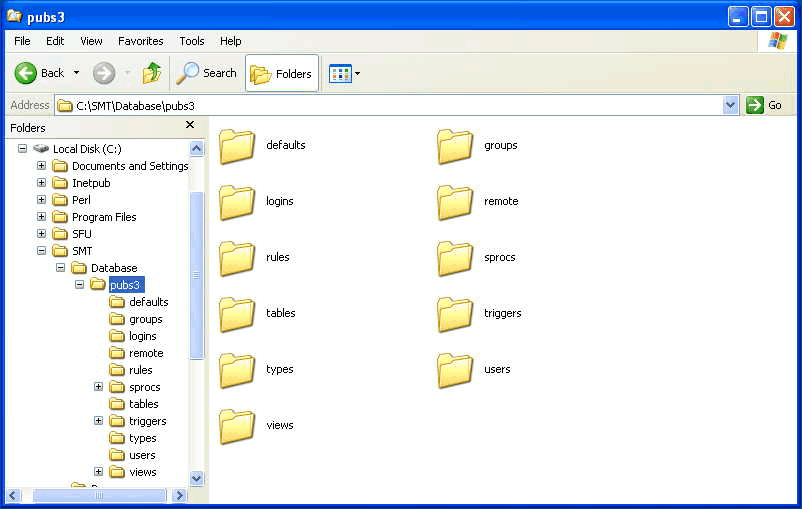 pubs3
File Edit View Favorites Tools Help
Back Search Folders
Address C:\SMT\Database\pubs3 Go
Folders
Local Disk (C:)
Documents and Settings
Inetpub
Perl
Program Files
SFU
SMT
Database
pubs3
defaults
groups
logins
remote
rules
sprocs
tables
triggers
types
users
views
defaults groups
logins remote
rules sprocs
tables triggers
types users
views